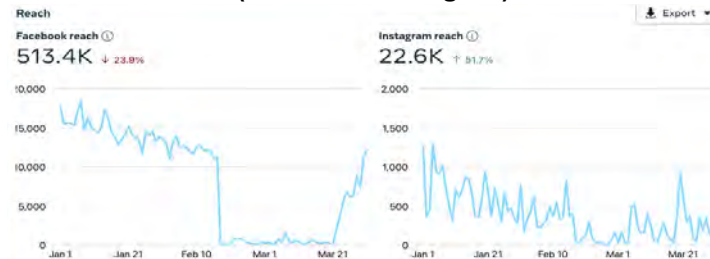 Reach
Export
Facebook reach
513.4K ↓ 23.9%
20,000
15,000
10,000
5,000
0
Jan 1 Jan 21 Feb 10 Mar 1 Mar 21
Instagram reach
22.6K ↑ 51.7%
2,000
1,500
1,000
500
0
Jan 1 Jan 21 Feb 10 Mar 1 Mar 21